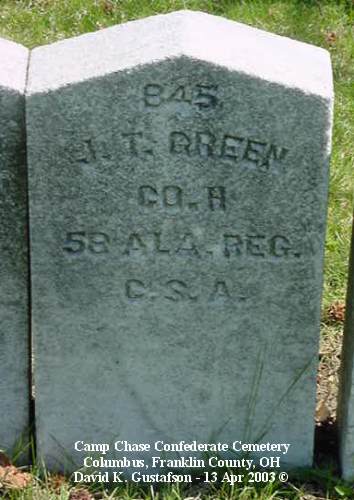 845
J. T. GREEN
CO. H
58 ALA. REG.
C. S. A.
Camp Chase Confederate Cemetery
Columbus, Franklin County, OH
David K. Gustafson - 13 Apr 2003 ©